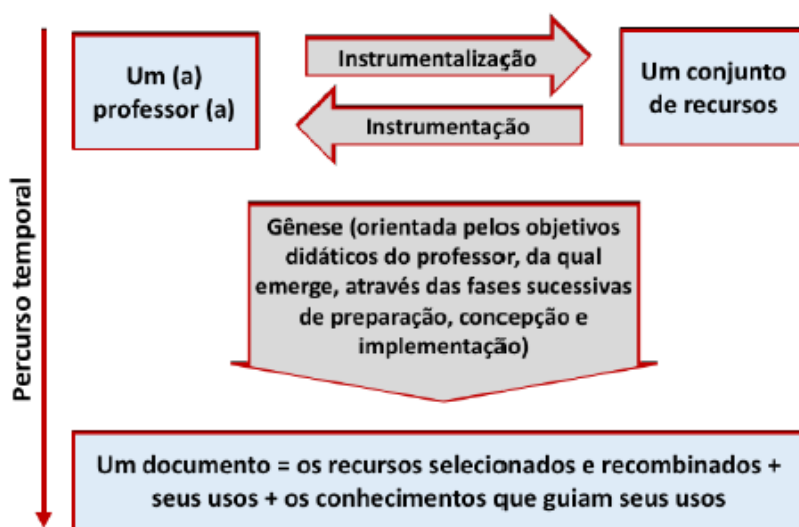 Um (a)
professor (a)
Instrumentalização
Instrumentação
Um conjunto
de recursos
Percurso temporal
Gênese (orientada pelos objetivos
didáticos do professor, da qual
emerge, através das fases sucessivas
de preparação, concepção e
implementação)
Um documento = os recursos selecionados e recombinados +
seus usos + os conhecimentos que guiam seus usos